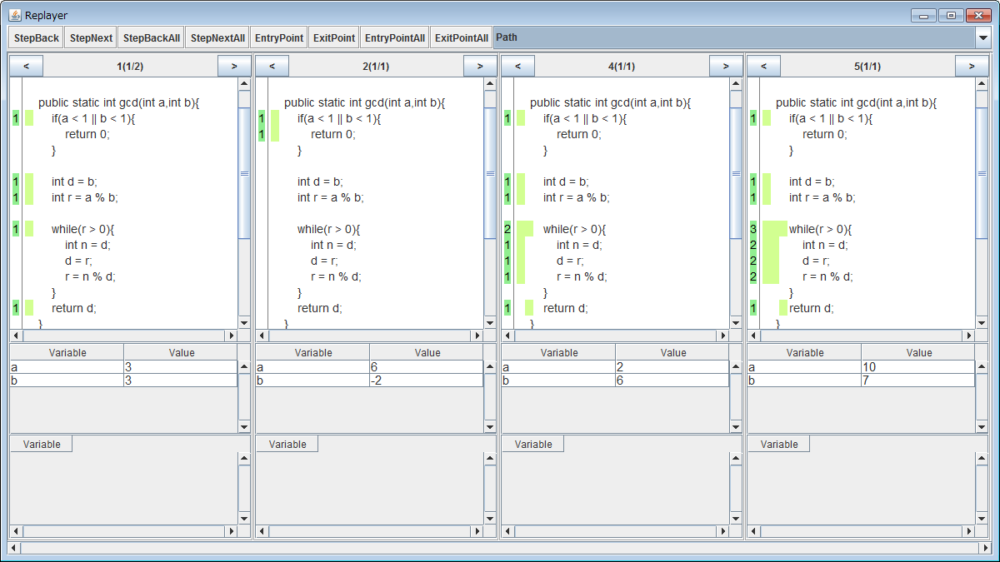 Replayer
StepBack StepNext StepBackAll StepNextAll EntryPoint ExitPoint EntryPointAll ExitPointAll Path
< 1(1/2) >
public static int gcd(int a,int b){
1 if(a < 1 || b < 1){
return 0;
}
1 int d = b;
1 int r = a % b;
1 while(r > 0){
int n = d;
d = r;
r = n % d;
}
1 return d;
}
Variable Value
a 3
b 3
Variable
< 2(1/1) >
public static int gcd(int a,int b){
1 if(a < 1 || b < 1){
1 return 0;
}
int d = b;
int r = a % b;
while(r > 0){
int n = d;
d = r;
r = n % d;
}
return d;
}
Variable Value
a 6
b -2
Variable
< 4(1/1) >
public static int gcd(int a,int b){
1 if(a < 1 || b < 1){
return 0;
}
1 int d = b;
1 int r = a % b;
2 while(r > 0){
1 int n = d;
1 d = r;
1 r = n % d;
}
1 return d;
}
Variable Value
a 2
b 6
Variable
< 5(1/1) >
public static int gcd(int a,int b){
1 if(a < 1 || b < 1){
return 0;
}
1 int d = b;
1 int r = a % b;
3 while(r > 0){
2 int n = d;
2 d = r;
2 r = n % d;
}
1 return d;
}
Variable Value
a 10
b 7
Variable